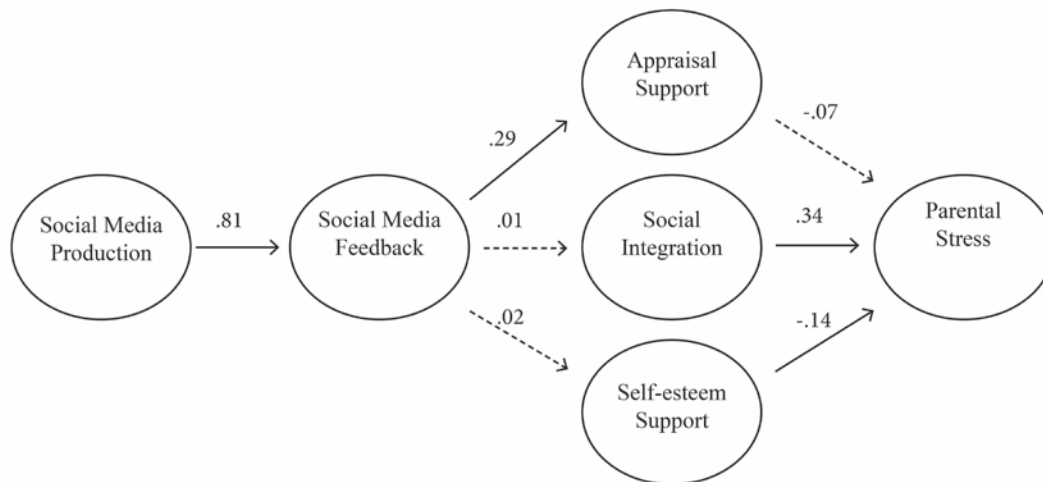 Appraisal
Support
-.07
.29
Social Media
Production
.81
Social Media
Feedback
.01
Social
Integration
.34
Parental
Stress
.02
-.14
Self-esteem
Support